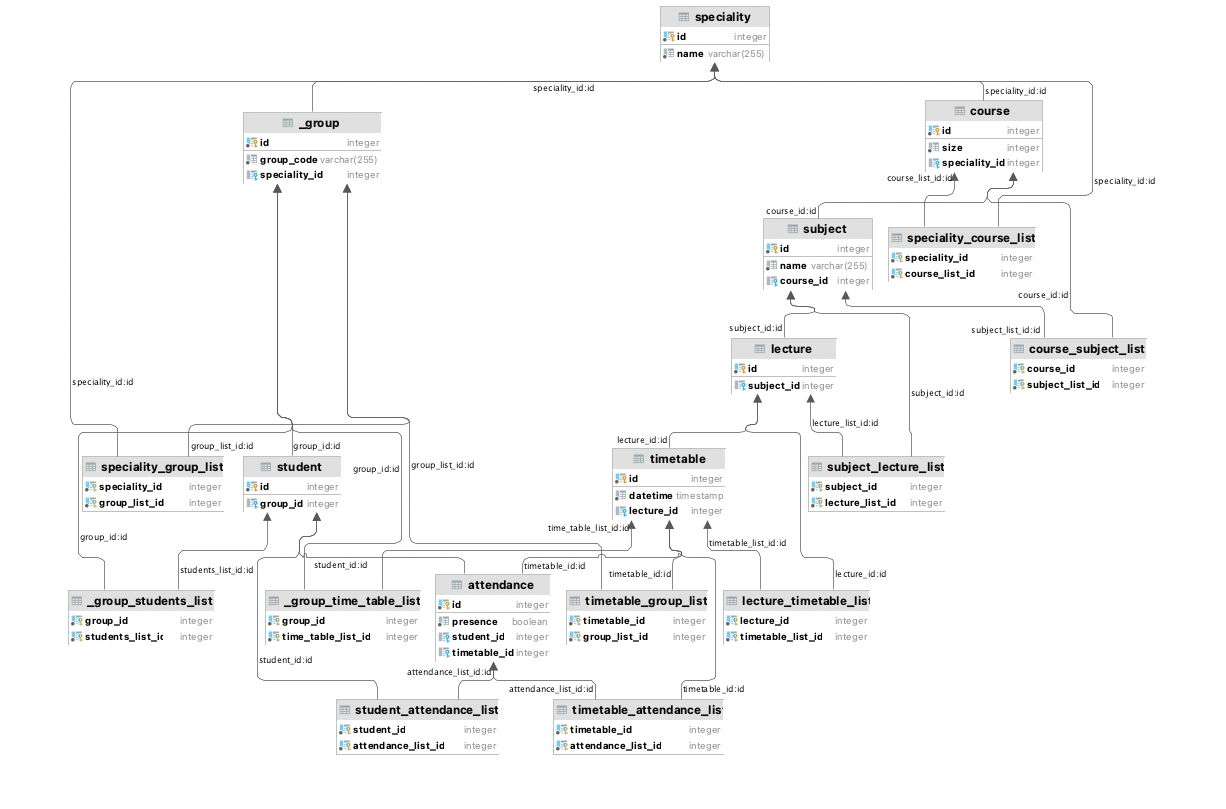 speciality
id integer
name varchar(255)
speciality_id:id
speciality_id:id
_group
id integer
group_code varchar(255)
speciality_id integer
course
id integer
size integer
speciality_id integer
course_list_id:id
speciality_id:id
course_id:id
subject
id integer
name varchar(255)
course_id integer
speciality_course_list
speciality_id integer
course_list_id integer
course_id:id
subject_id:id
subject_list_id:id
lecture
id integer
subject_id integer
course_subject_list
course_id integer
subject_list_id integer
speciality_id:id
subject_id:id
lecture_list_id:id
lecture_id:id
group_list_id:id
group_id:id
group_id:id
group_list_id:id
speciality_group_list
speciality_id integer
group_list_id integer
student
id integer
group_id integer
timetable
id integer
datetime timestamp
lecture_id integer
subject_lecture_list
subject_id integer
lecture_list_id integer
time_table_list_id:id
group_id:id
timetable_list_id:id
students_list_id:id
student_id:id
timetable_id:id
timetable_id:id
lecture_id:id
_group_students_list
group_id integer
students_list_id integer
_group_time_table_list
group_id integer
time_table_list_id integer
attendance
id integer
presence boolean
student_id integer
timetable_id integer
timetable_group_list
timetable_id integer
group_list_id integer
lecture_timetable_list
lecture_id integer
timetable_list_id integer
student_id:id
attendance_list_id:id
attendance_list_id:id
timetable_id:id
student_attendance_list
student_id integer
attendance_list_id integer
timetable_attendance_list
timetable_id integer
attendance_list_id integer